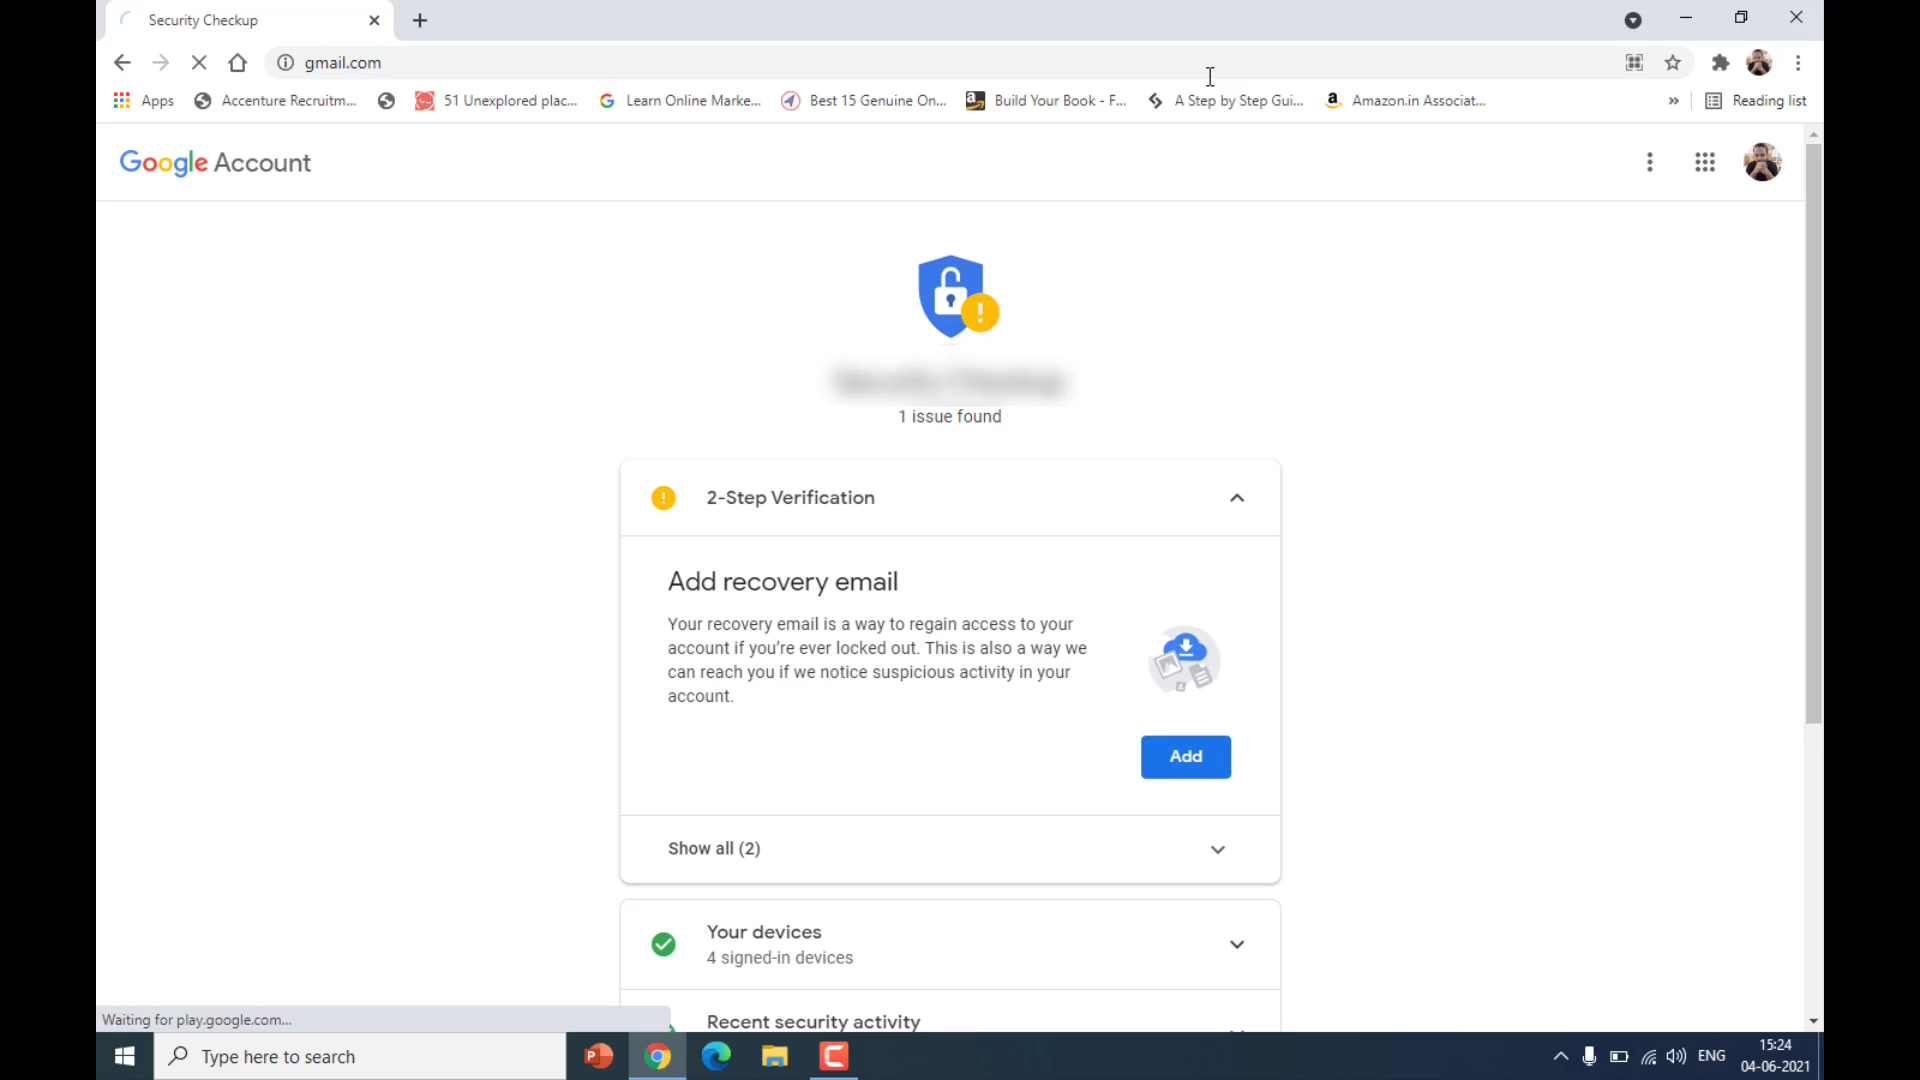 Security Checkup
gmail.com
Apps Accenture Recruitm... 51 Unexplored plac... Learn Online Marke... Best 15 Genuine On... Build Your Book - F... A Step by Step Gui... Amazon.in Associat... » Reading list
Google Account
1 issue found
2-Step Verification
Add recovery email
Your recovery email is a way to regain access to your
account if you're ever locked out. This is also a way we
can reach you if we notice suspicious activity in your
account.
Add
Show all (2)
Your devices
4 signed-in devices
Recent security activity
Waiting for play.google.com...
Type here to search
ENG
15:24
04-06-2021